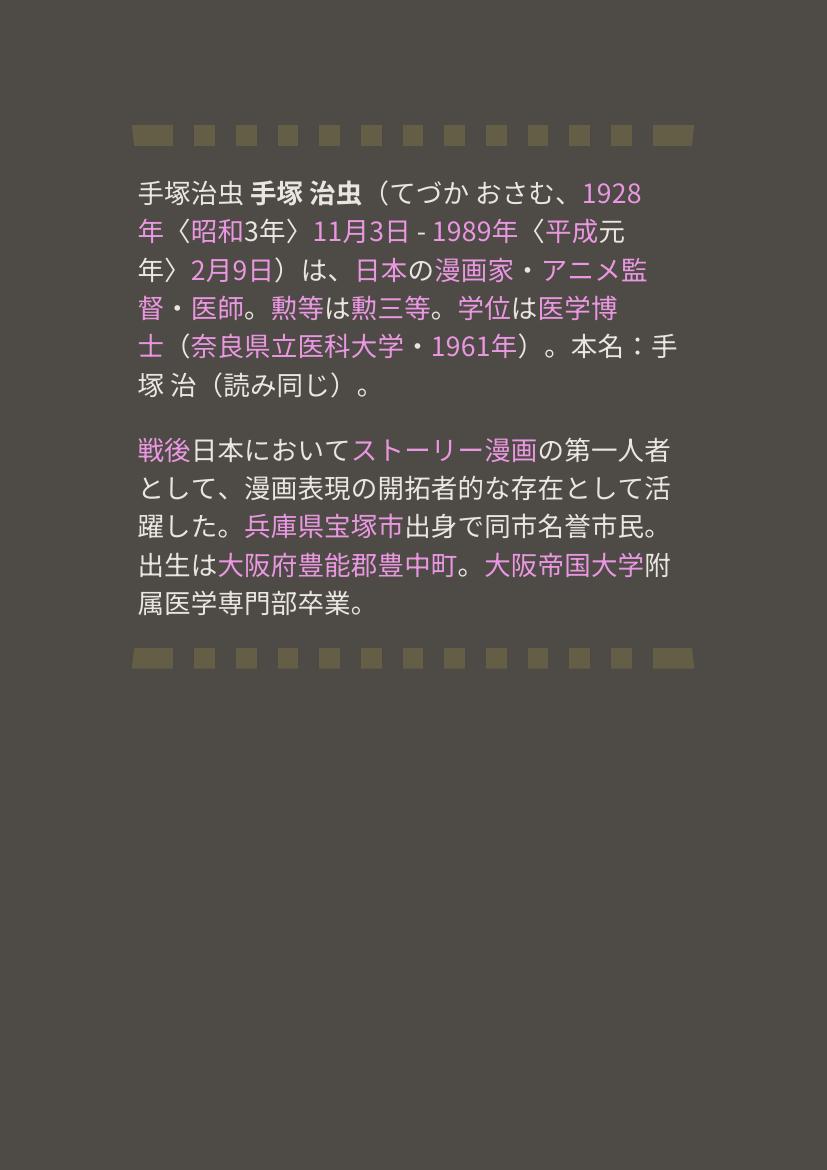 手塚治虫 手塚 治虫（てづか おさむ、1928
年〈昭和3年〉11月3日 - 1989年〈平成元
年〉2月9日）は、日本の漫画家・アニメ監
督・医師。勲等は勲三等。学位は医学博
士（奈良県立医科大学・1961年）。本名：手
塚 治（読み同じ）。
戦後日本においてストーリー漫画の第一人者
として、漫画表現の開拓者的な存在として活
躍した。兵庫県宝塚市出身で同市名誉市民。
出生は大阪府豊能郡豊中町。大阪帝国大学附
属医学専門部卒業。